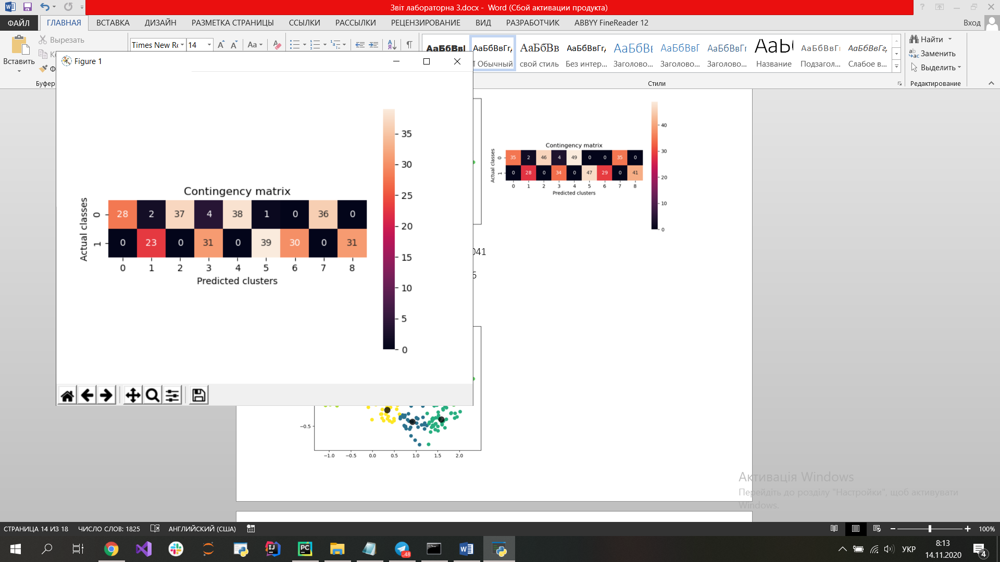 Звіт лабораторна 3.docx - Word (Сбой активации продукта)
ФАЙЛ ГЛАВНАЯ ВСТАВКА ДИЗАЙН РАЗМЕТКА СТРАНИЦЫ ССЫЛКИ РАССЫЛКИ РЕЦЕНЗИРОВАНИЕ ВИД РАЗРАБОТЧИК ABBYY FineReader 12 Вход
Вставить
Вырезать
Буфер
Times New Rc 14
Aa
АаБбВвГг, Обычный
АаБбВв свой стиль
АаБбВвГг, Без интер...
АаБбВе Заголово...
АаБбВвГ Заголово...
АаБбВвГг Заголово...
Название
АаБбВвГг Подзагол...
АаБбВвГг, Слабое в...
Стили
Найти
Заменить
Выделить
Редактирование
Figure 1
Contingency matrix
Actual classes
0 28 2 37 4 38 1 0 36 0
1 0 23 0 31 0 39 30 0 31
0 1 2 3 4 5 6 7 8
Predicted clusters
35
30
25
20
15
10
5
0
Contingency matrix
Actual classes
0 35 2 46 4 49 0 0 35 0
1 0 28 0 34 0 47 29 0 41
0 1 2 3 4 5 6 7 8
Predicted clusters
40
30
20
10
0
041
6
−0.5
−1.0 −0.5 0.0 0.5 1.0 1.5 2.0
Активація Windows
Перейдіть до розділу "Настройки", щоб активувати
Windows.
СТРАНИЦА 14 ИЗ 18 ЧИСЛО СЛОВ: 1825 АНГЛИЙСКИЙ (США) 100%
УКР
8:13
14.11.2020
4